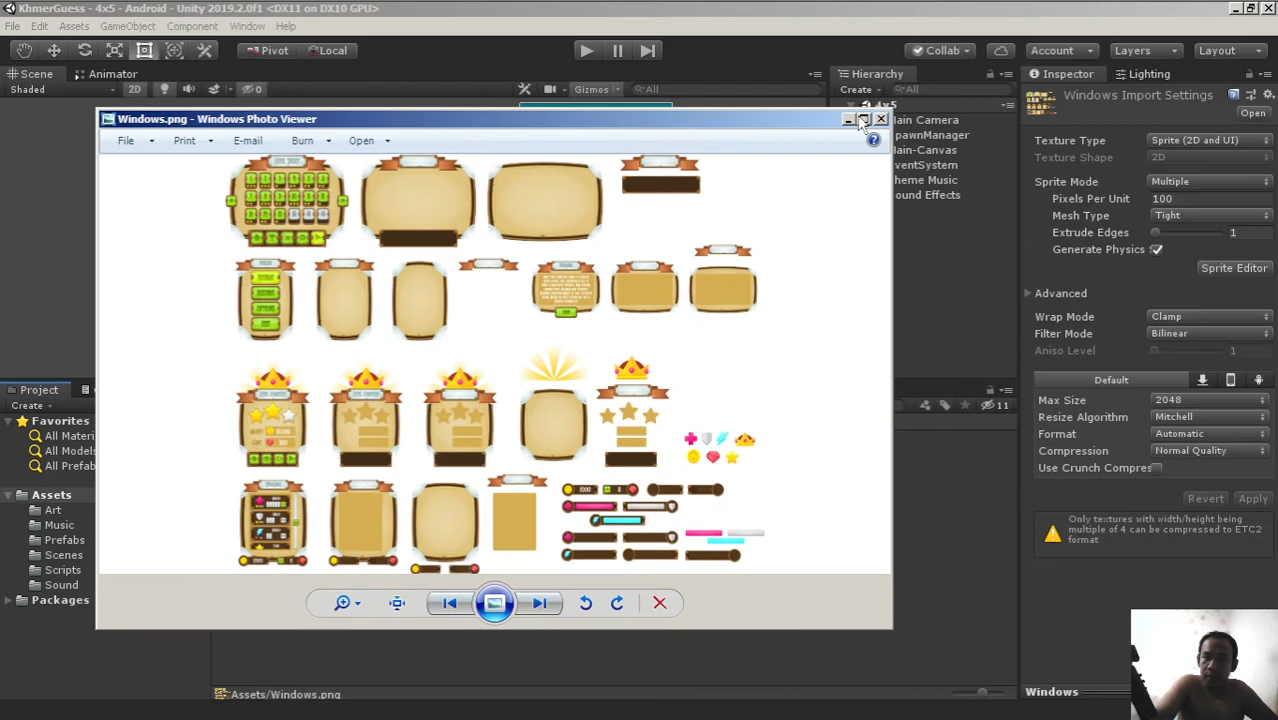 KhmerGuess - 4x5 - Android - Unity 2019.2.0f1 <DX11 on DX10 GPU>
File Edit Assets GameObject Component Window Help
Pivot Local Collab Account Layers Layout
Scene Animator Hierarchy Inspector Lighting
Shaded 2D 0 Gizmos All Create All
Windows Import Settings
Open
4x5
Windows.png - Windows Photo Viewer
File Print E-mail Burn Open
lain Camera
pawnManager
lain-Canvas
ventSystem
heme Music
ound Effects
Texture Type Sprite (2D and UI)
Texture Shape 2D
Sprite Mode Multiple
Pixels Per Unit 100
Mesh Type Tight
Extrude Edges 1
Generate Physics
Sprite Editor
Advanced
Wrap Mode Clamp
Filter Mode Bilinear
Aniso Level 1
Default
Max Size 2048
Resize Algorithm Mitchell
Format Automatic
Compression Normal Quality
Use Crunch Compres
Revert Apply
Only textures with width/height being
multiple of 4 can be compressed to ETC2
format
Project
Create
11
Favorites
All Materi
All Models
All Prefab
Assets
Art
Music
Prefabs
Scenes
Scripts
Sound
Packages
Assets/Windows.png
Windows